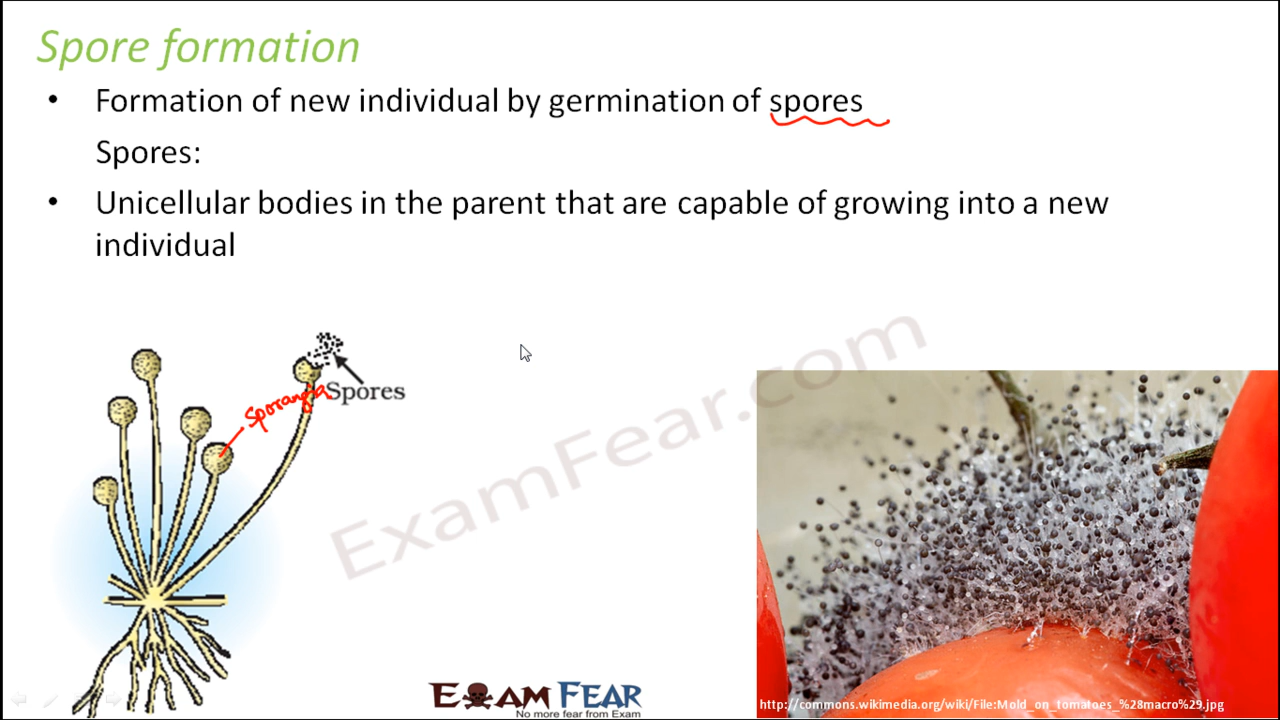 Spore formation
• Formation of new individual by germination of spores
Spores:
• Unicellular bodies in the parent that are capable of growing into a new
individual
Sporangia
Spores
ExamFear.com
EXAM FEAR
No more fear from Exam
http://commons.wikimedia.org/wiki/File:Mold_on_tomatoes_%28macro%29.jpg